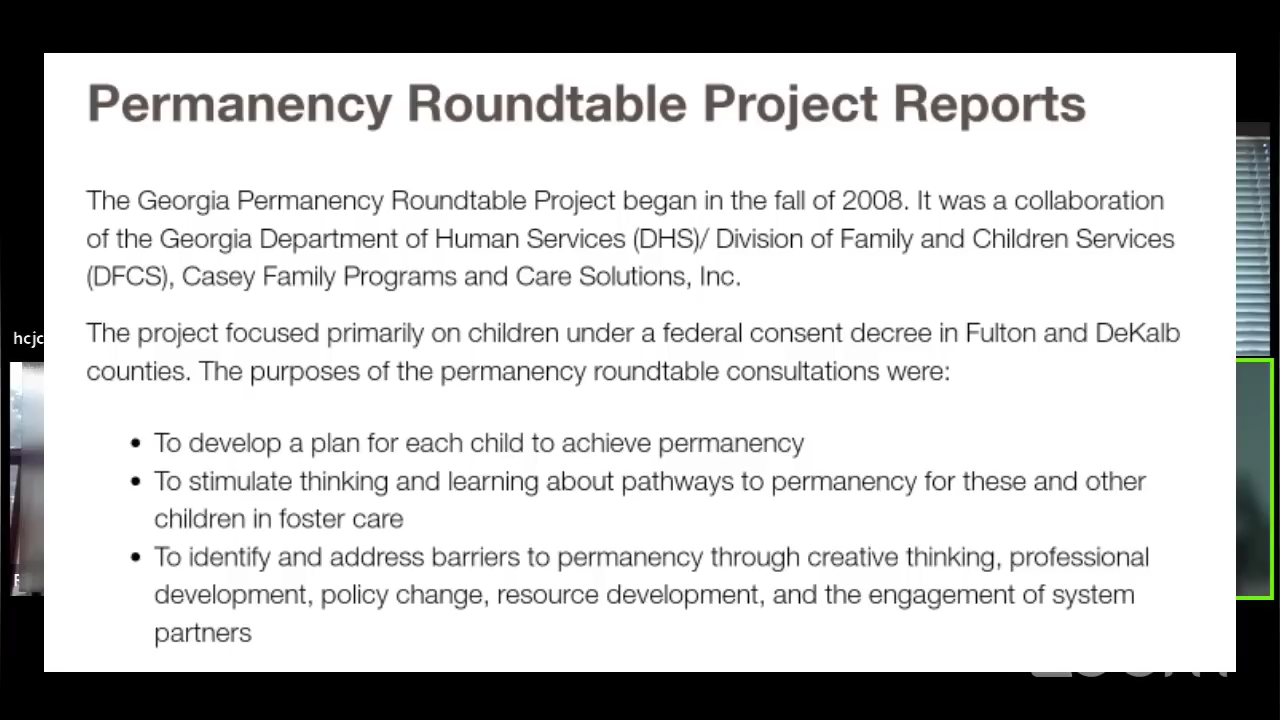 Permanency Roundtable Project Reports
The Georgia Permanency Roundtable Project began in the fall of 2008. It was a collaboration
of the Georgia Department of Human Services (DHS)/ Division of Family and Children Services
(DFCS), Casey Family Programs and Care Solutions, Inc.
The project focused primarily on children under a federal consent decree in Fulton and DeKalb
counties. The purposes of the permanency roundtable consultations were:
• To develop a plan for each child to achieve permanency
• To stimulate thinking and learning about pathways to permanency for these and other
children in foster care
• To identify and address barriers to permanency through creative thinking, professional
development, policy change, resource development, and the engagement of system
partners
hcjc